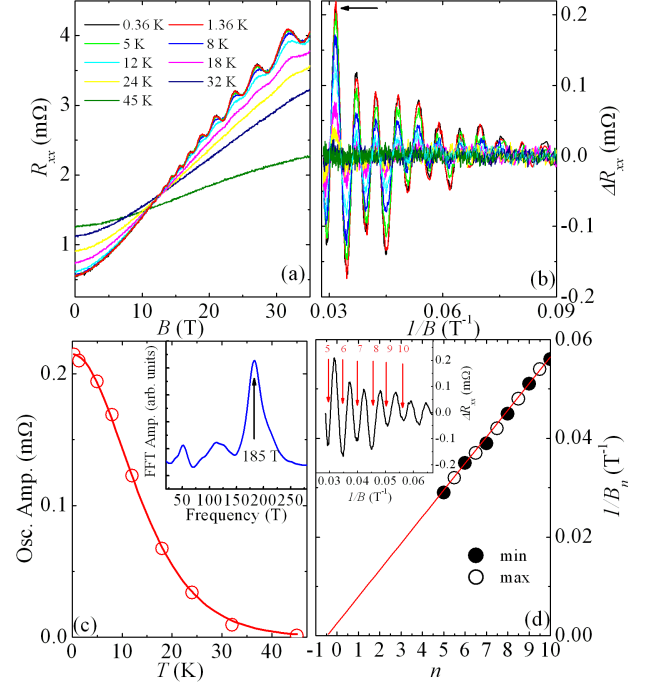 0.36 K 1.36 K
5 K 8 K
12 K 18 K
24 K 32 K
45 K
R_xx (mΩ)
4
3
2
1
0 10 20 30
B (T)
(a)
0.2
0.1
0.0
-0.1
-0.2
ΔR_xx (mΩ)
0.03 0.06 0.09
1/B (T⁻¹)
(b)
Osc. Amp. (mΩ)
0.2
0.1
0.0
0 10 20 30 40
T (K)
(c)
FFT Amp. (arb. units)
185 T
50 100 150 200 250
Frequency (T)
5 6 7 8 9 10
0.2
0.1
0.0
-0.1
-0.2
ΔR_xx (mΩ)
0.03 0.04 0.05 0.06
1/B (T⁻¹)
min
max
(d)
0.06
0.04
0.02
0.00
1/B_n (T⁻¹)
-1 0 1 2 3 4 5 6 7 8 9 10
n